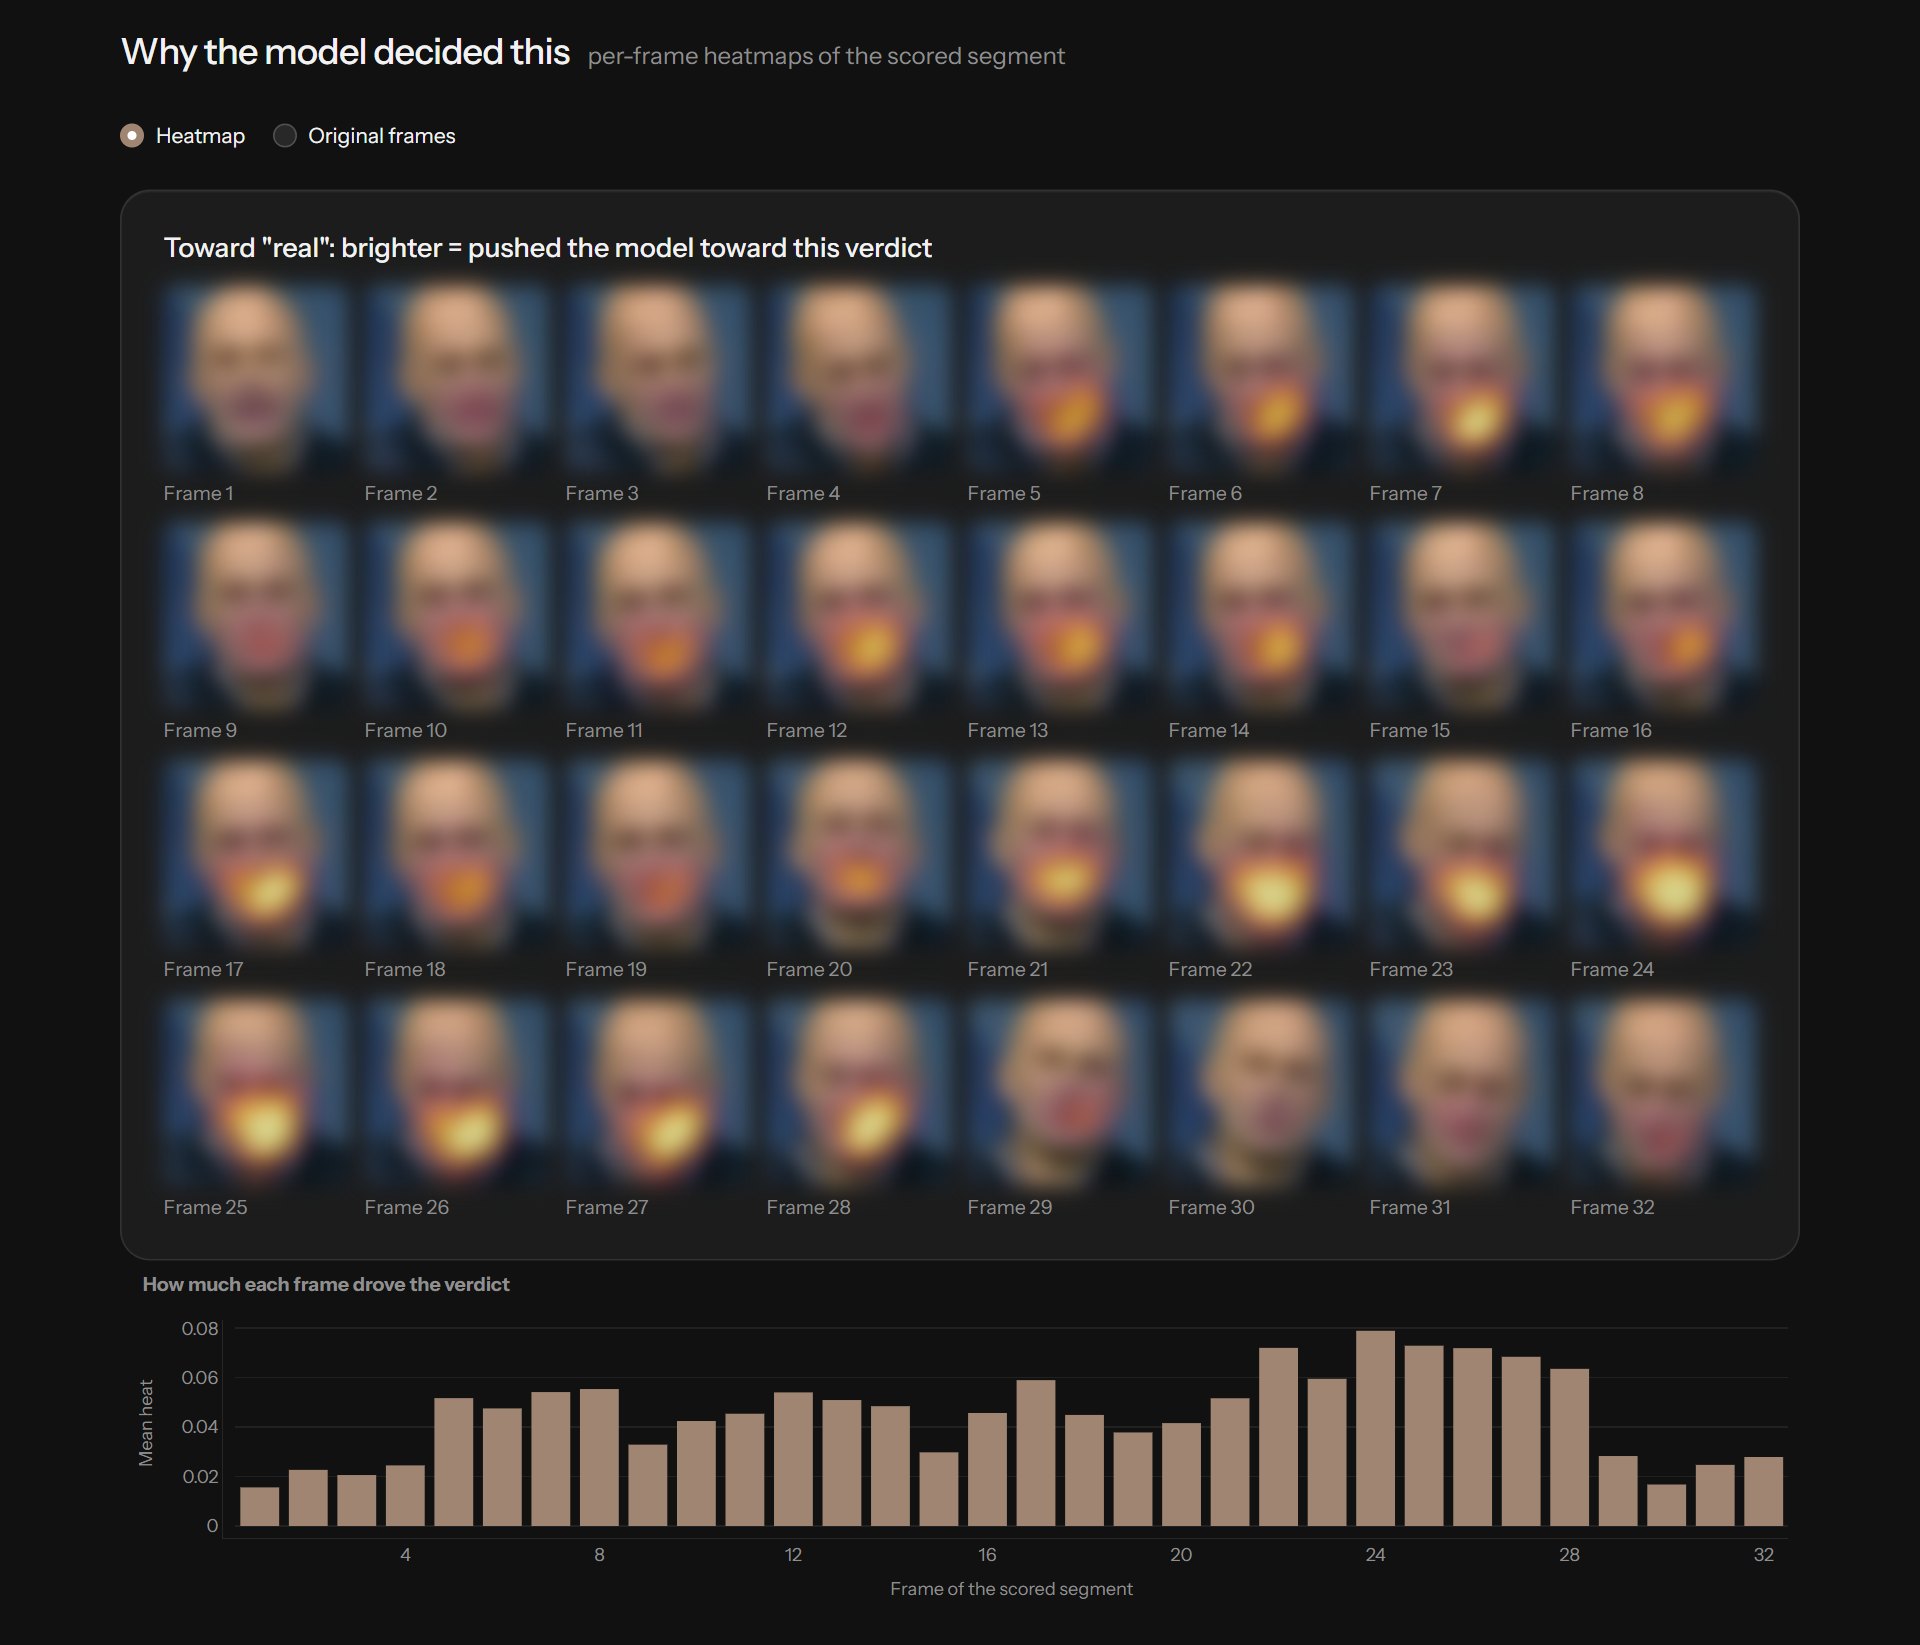 Why the model decided this per-frame heatmaps of the scored segment
Heatmap Original frames
Toward "real": brighter = pushed the model toward this verdict
Frame 1 Frame 2 Frame 3 Frame 4 Frame 5 Frame 6 Frame 7 Frame 8
Frame 9 Frame 10 Frame 11 Frame 12 Frame 13 Frame 14 Frame 15 Frame 16
Frame 17 Frame 18 Frame 19 Frame 20 Frame 21 Frame 22 Frame 23 Frame 24
Frame 25 Frame 26 Frame 27 Frame 28 Frame 29 Frame 30 Frame 31 Frame 32
How much each frame drove the verdict
0.08
0.06
0.04
0.02
0
Mean heat
4 8 12 16 20 24 28 32
Frame of the scored segment